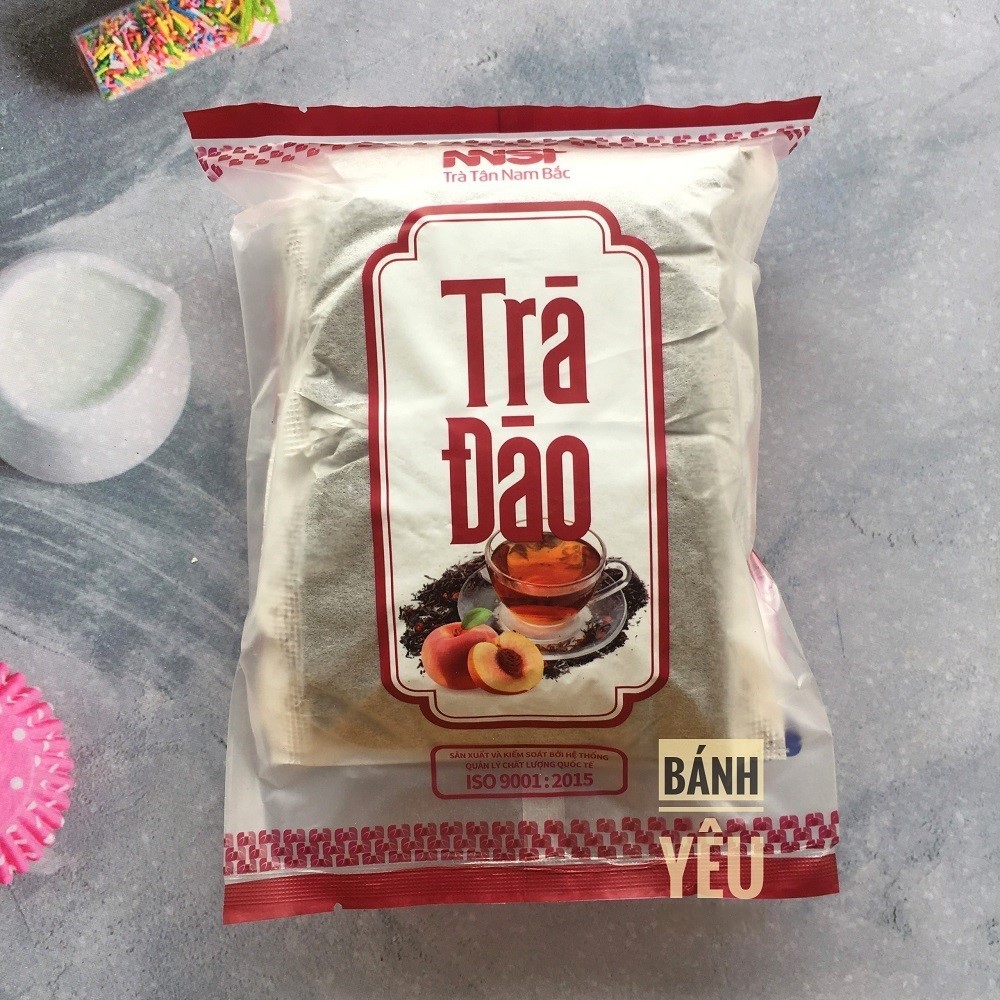 Trà Tân Nam Bắc
Trà
Đào
SẢN XUẤT VÀ KIỂM SOÁT BỞI HỆ THỐNG
QUẢN LÝ CHẤT LƯỢNG QUỐC TẾ
ISO 9001 : 2015
BÁNH
YÊU